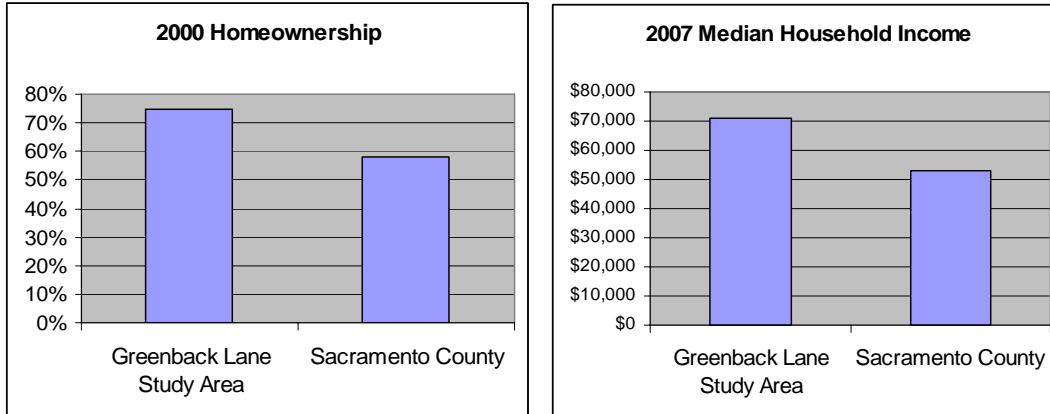 2000 Homeownership
80%
70%
60%
50%
40%
30%
20%
10%
0%
Greenback Lane
Study Area
Sacramento County
2007 Median Household Income
$80,000
$70,000
$60,000
$50,000
$40,000
$30,000
$20,000
$10,000
$0
Greenback Lane
Study Area
Sacramento County